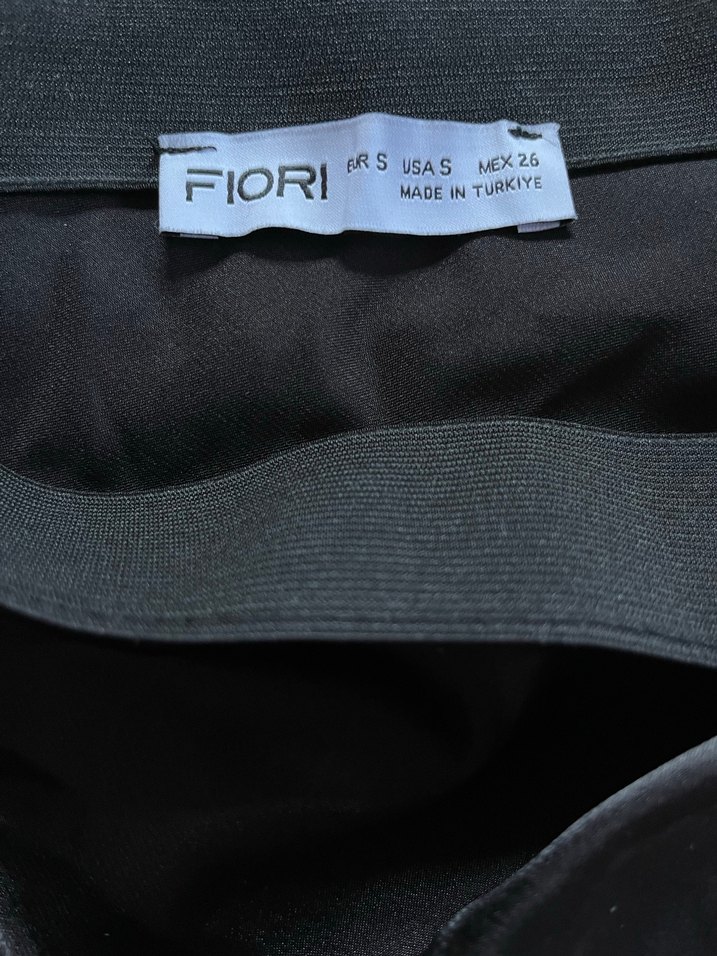 FIORI
EUR S USA S MEX 26
MADE IN TURKIYE